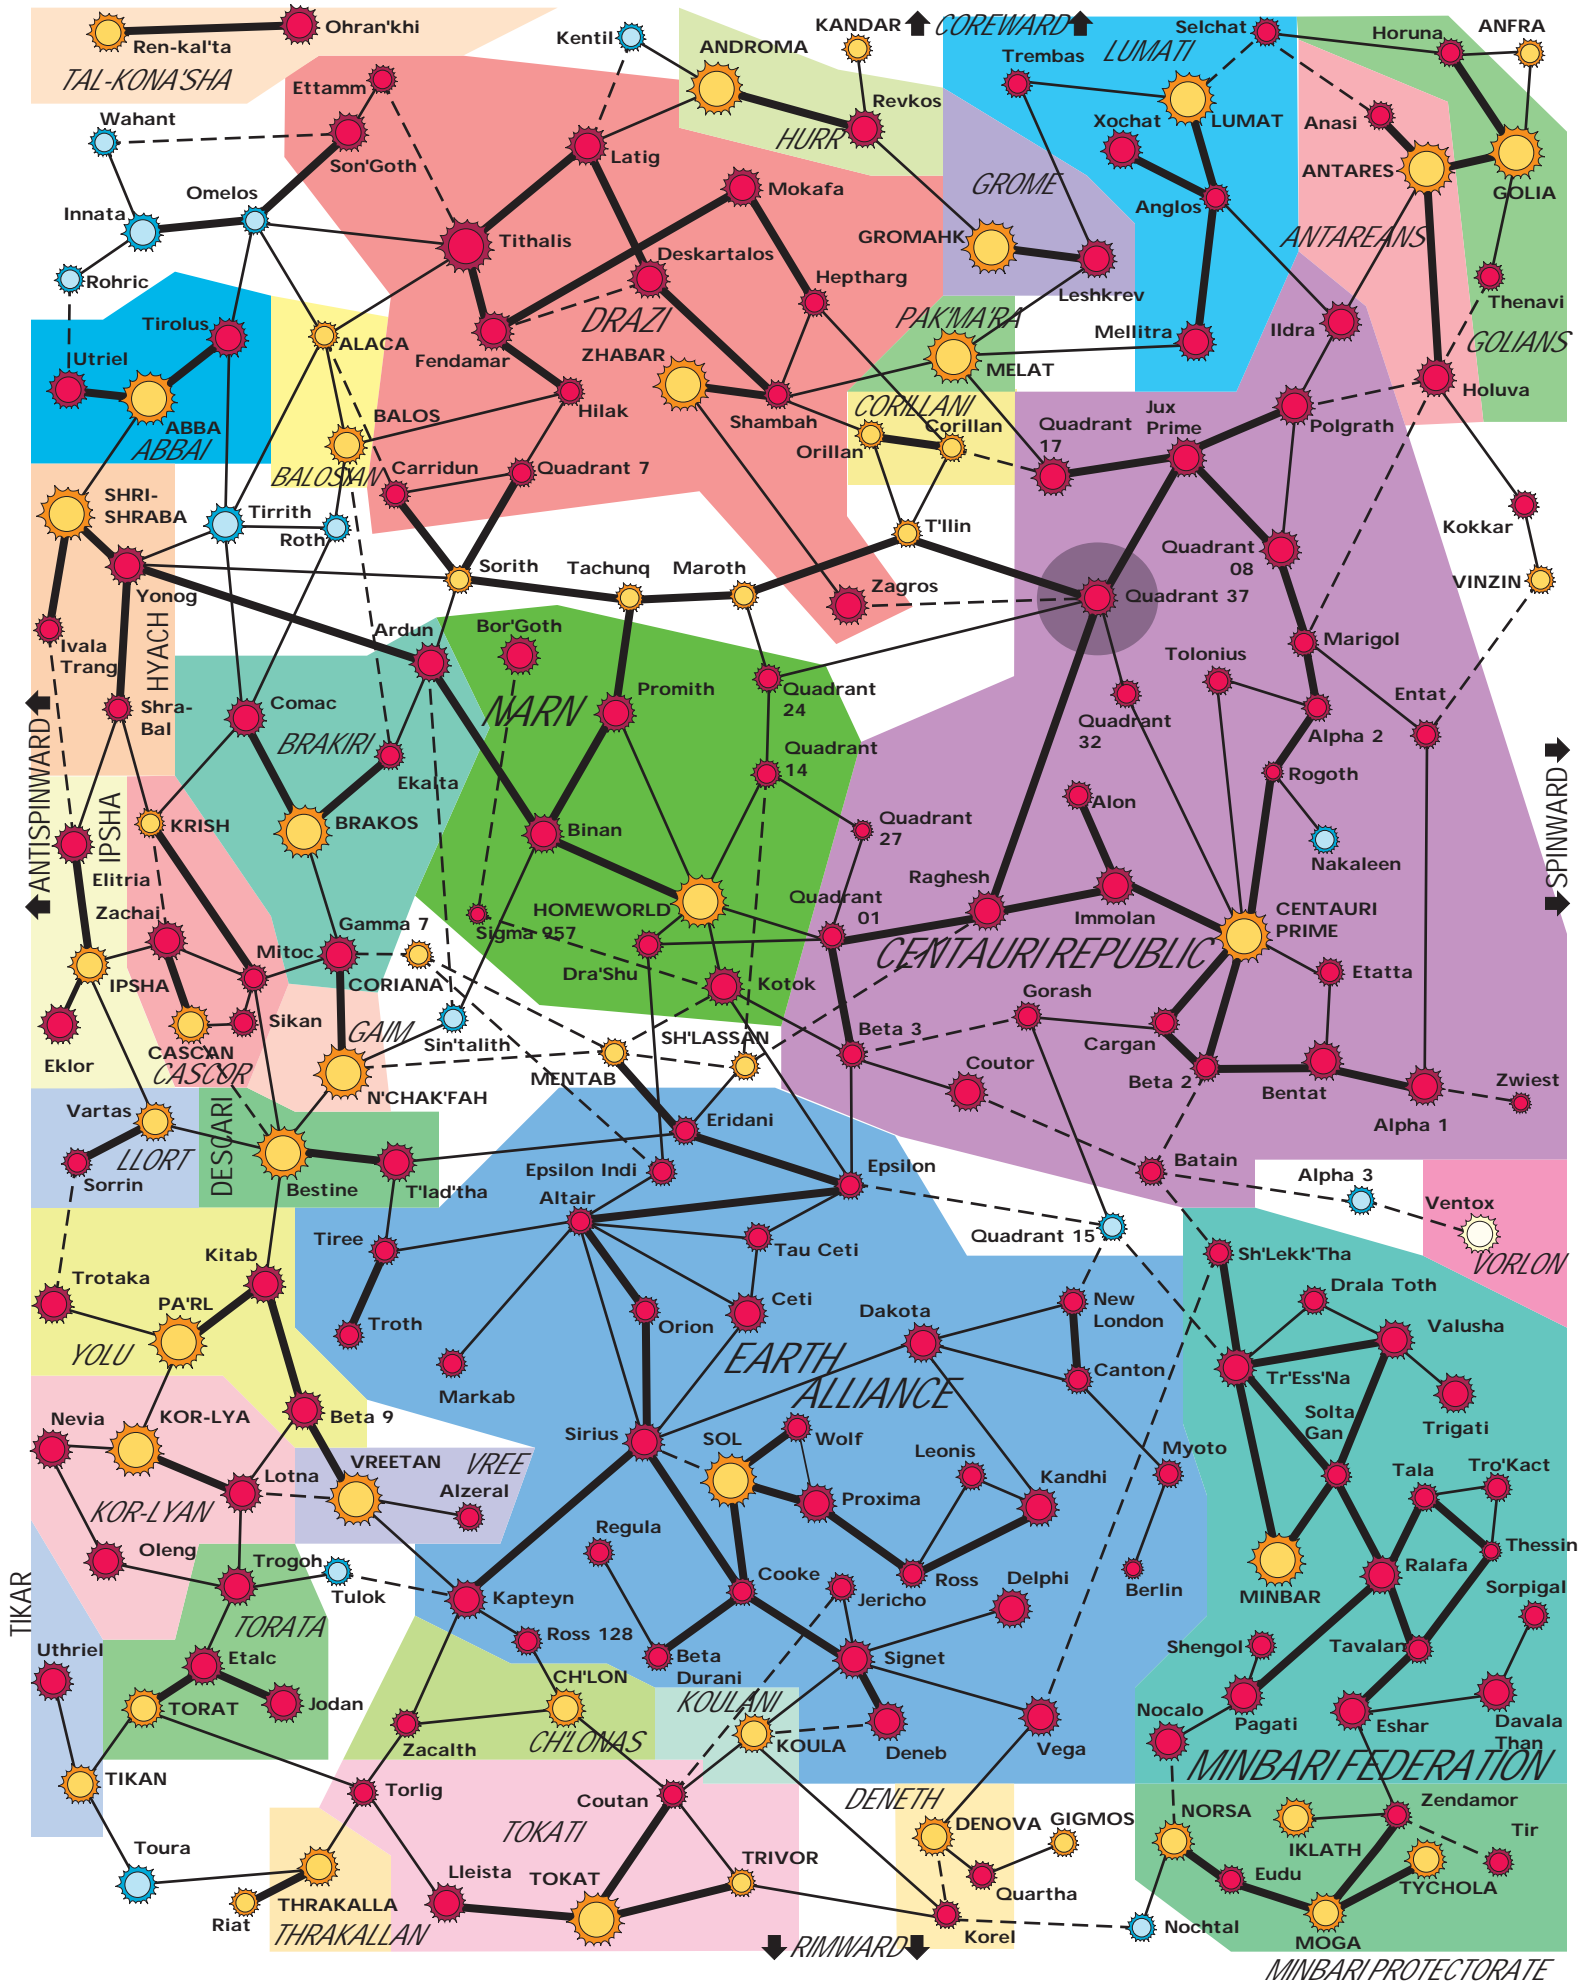 Ohran'khi
Ren-kal'ta
TAL-KONA'SHA
Kentil
ANDROMA
KANDAR
COREWARD
Selchat
LUMATI
Horuna
ANFRA
Trembas
Ettamm
Wahant
Son'Goth
Latig
Revkos
HURR
Xochat
LUMAT
Anasi
ANTARES
GOLIA
Omelos
Innata
Mokafa
GROME
Anglos
Tithalis
Deskartalos
GROMAHK
ANTAREANS
Rohric
Heptharg
Leshkrev
Thenavi
Tirolus
ALACA
DRAZI
PAK'MA'RA
Mellitra
Ildra
GOLIANS
Utriel
Fendamar
ZHABAR
MELAT
Holuva
ABBA
ABBAI
BALOS
Hilak
Shambah
CORILLANI
Corillan
Orillan
Quadrant
17
Jux
Prime
Polgrath
BALOSIAN
Carridun
Quadrant 7
SHRI-
SHRABA
Tirrith
Roth
T'llin
Kokkar
Quadrant
08
Yonog
Sorith
Tachunq
Maroth
Zagros
Quadrant 37
VINZIN
Ivala
Trang
HYACH
Ardun
Bor'Goth
Marigol
Tolonius
Shra-
Bal
Comac
BRAKIRI
NARN
Promith
Quadrant
24
Quadrant
32
Alpha 2
Entat
ANTISPINWARD
Ekalta
Quadrant
14
Rogoth
SPINWARD
IPSHA
KRISH
BRAKOS
Binan
Quadrant
27
Alon
Nakaleen
Elitria
Zachai
Gamma 7
HOMEWORLD
Quadrant
01
Raghesh
Immolan
CENTAURI
PRIME
Sigma 957
Mitoc
IPSHA
CORIANA
Dra'Shu
Kotok
CENTAURI REPUBLIC
Etatta
Sikan
GAIM
Sin'talith
Gorash
Eklor
CASCAN
CASCOR
SH'LASSAN
Beta 3
Cargan
MENTAB
Coutor
Beta 2
Bentat
Zwiest
N'CHAK'FAH
Vartas
DESCARI
Eridani
Alpha 1
LLORT
Sorrin
Bestine
T'lad'tha
Epsilon Indi
Epsilon
Batain
Alpha 3
Ventox
Altair
Quadrant 15
Tiree
Tau Ceti
Kitab
Sh'Lekk'Tha
VORLON
Trotaka
PA'RL
Troth
Orion
Ceti
Dakota
New
London
Drala Toth
Valusha
YOLU
Markab
EARTH
ALLIANCE
Canton
Tr'Ess'Na
Trigati
Nevia
KOR-LYA
Beta 9
Sirius
SOL
Wolf
Leonis
Kandhi
Myoto
Solta
Gan
Tala
Tro'Kact
Lotna
VREETAN
VREE
Alzeral
KOR-LYAN
Proxima
Regula
Thessin
Oleng
Trogoh
Tulok
Kapteyn
Cooke
Jericho
Ross
Delphi
Berlin
MINBAR
Ralafa
Sorpigal
TIKAR
TORATA
Ross 128
Beta
Durani
Signet
Shengol
Tavalan
Uthriel
Etalc
TORAT
Jodan
CH'LON
KOULANI
Nocalo
Pagati
Eshar
Davala
Than
Zacalth
CH'LONAS
KOULA
Deneb
Vega
MINBARI FEDERATION
TIKAN
Torlig
Coutan
DENETH
TOKATI
DENOVA
GIGMOS
NORSA
Zendamor
IKLATH
Tir
Toura
Lleista
TOKAT
TRIVOR
Quartha
Eudu
TYCHOLA
THRAKALLA
Riat
THRAKALLAN
Korel
Nochtal
MOGA
RIMWARD
MINBARI PROTECTORATE